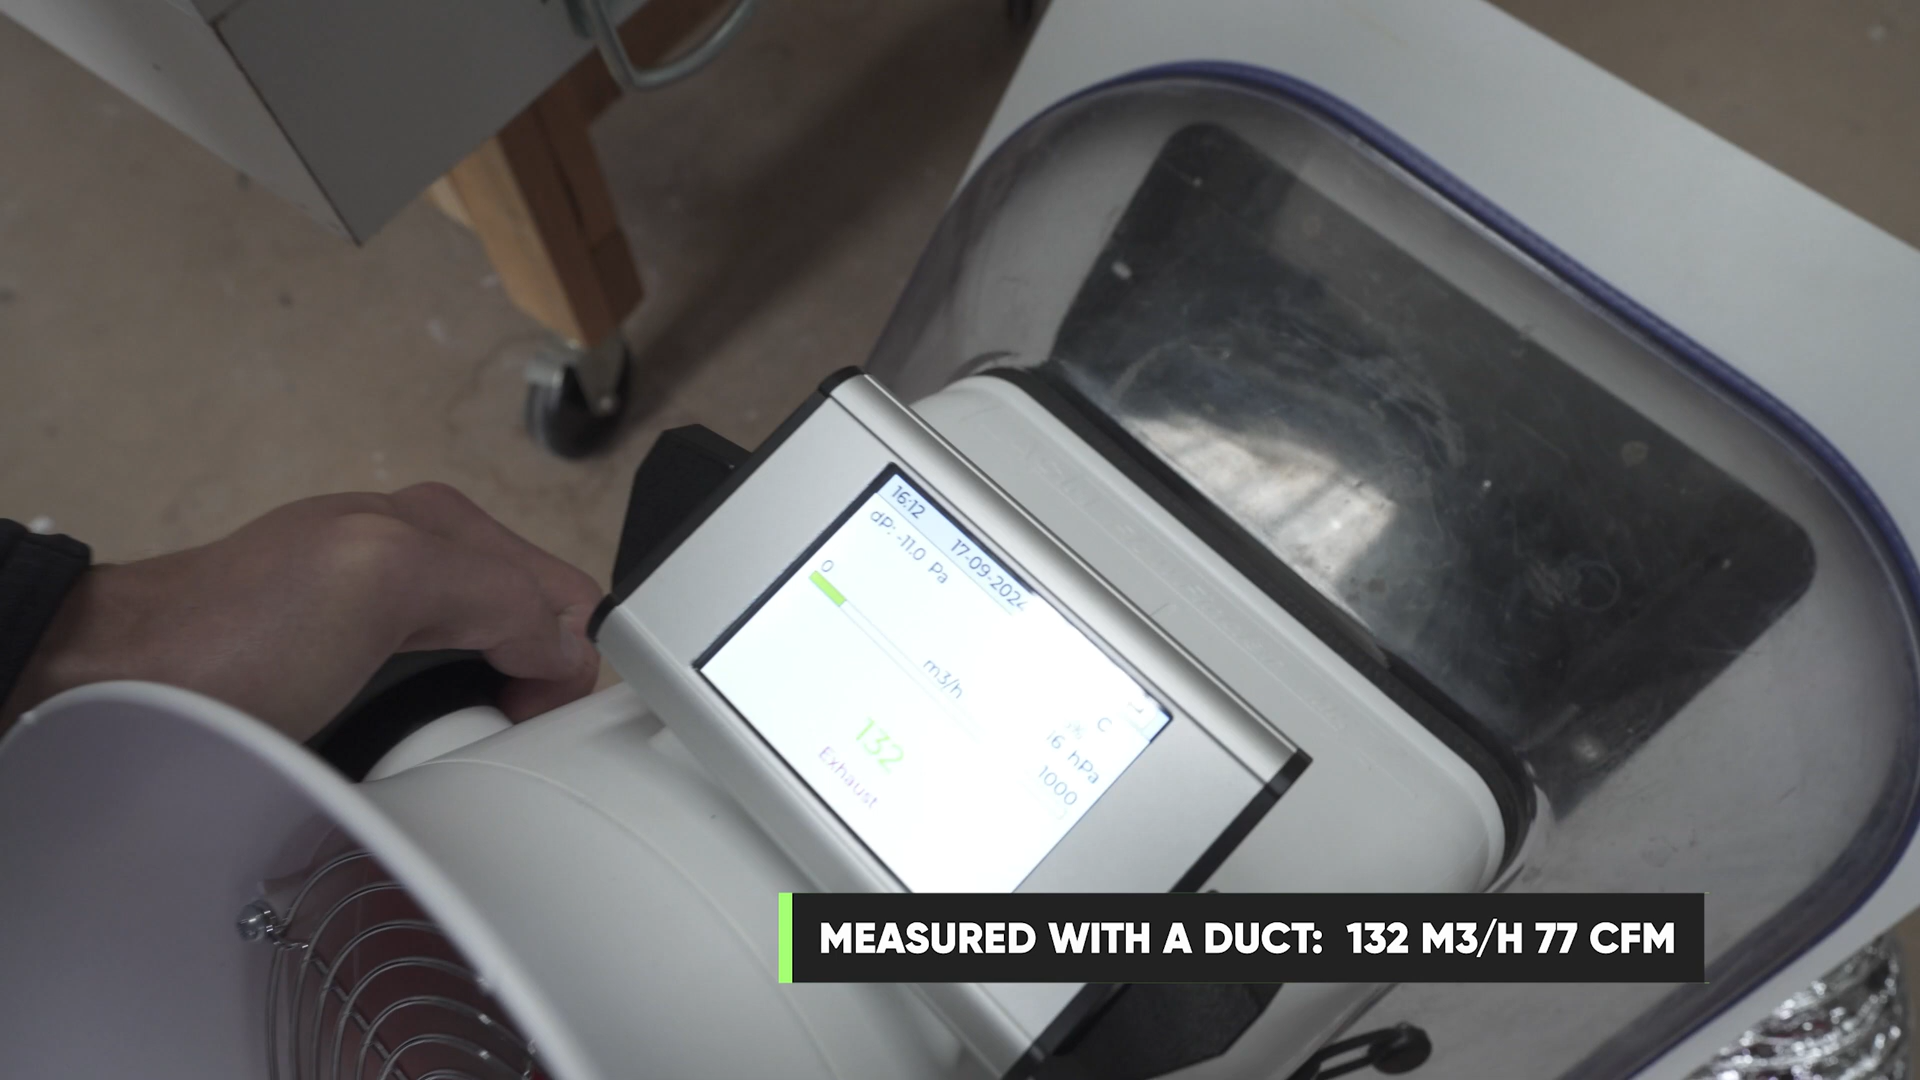 16:12
17-09-2024
dP: -11.0 Pa
0
m3/h
132
Exhaust
C
hPa
1000
MEASURED WITH A DUCT: 132 M3/H 77 CFM